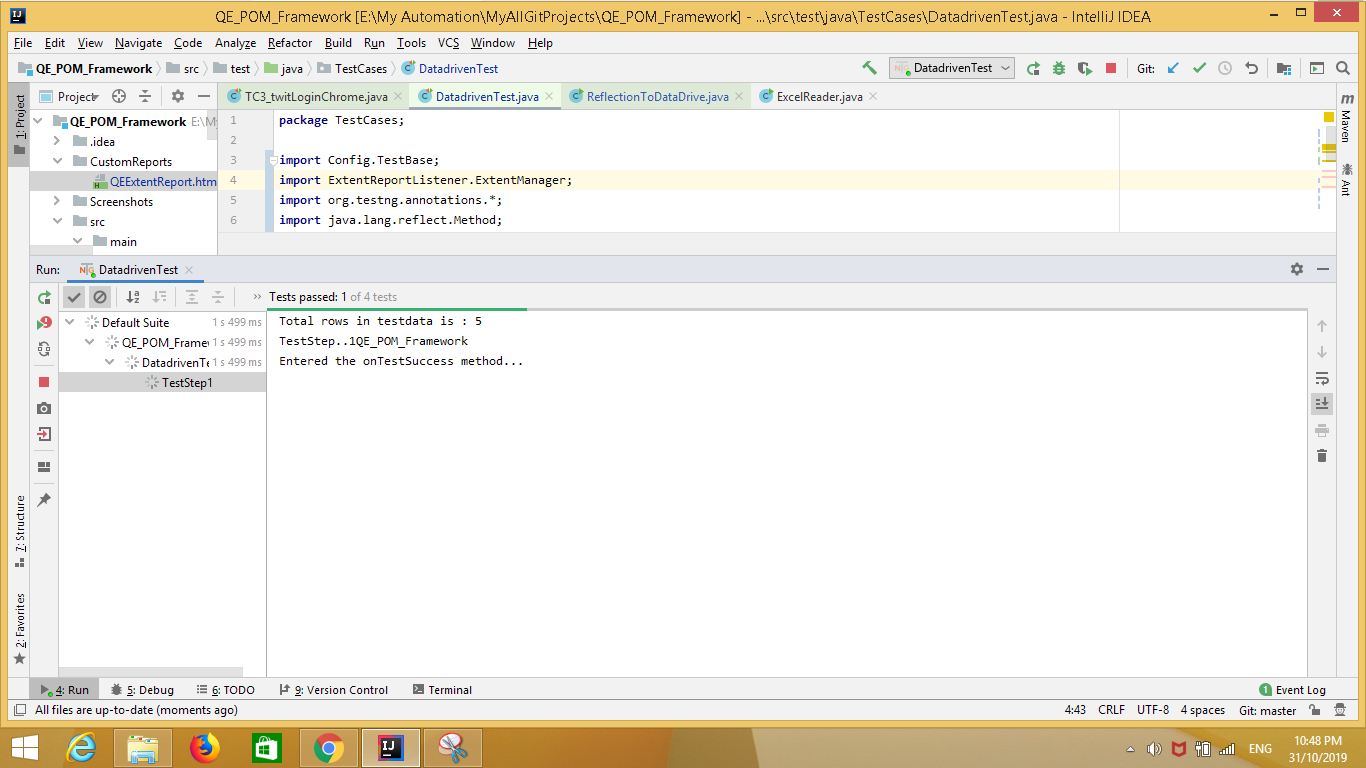 QE_POM_Framework [E:\My Automation\MyAllGitProjects\QE_POM_Framework] - ...\src\test\java\TestCases\DatadrivenTest.java - IntelliJ IDEA
File Edit View Navigate Code Analyze Refactor Build Run Tools VCS Window Help
QE_POM_Framework src test java TestCases DatadrivenTest DatadrivenTest Git:
1: Project
Project
TC3_twitLoginChrome.java DatadrivenTest.java ReflectionToDataDrive.java ExcelReader.java
QE_POM_Framework E:\My
.idea
CustomReports
QEExtentReport.htm
Screenshots
src
main
1 package TestCases;
2
3 import Config.TestBase;
4 import ExtentReportListener.ExtentManager;
5 import org.testng.annotations.*;
6 import java.lang.reflect.Method;
m Maven
Ant
Run: DatadrivenTest
Tests passed: 1 of 4 tests
Default Suite 1 s 499 ms
QE_POM_Framew 1 s 499 ms
DatadrivenTe 1 s 499 ms
TestStep1
Total rows in testdata is : 5
TestStep..1QE_POM_Framework
Entered the onTestSuccess method...
7: Structure
2: Favorites
4: Run 5: Debug 6: TODO 9: Version Control Terminal 1 Event Log
All files are up-to-date (moments ago) 4:43 CRLF UTF-8 4 spaces Git: master
ENG
10:48 PM
31/10/2019